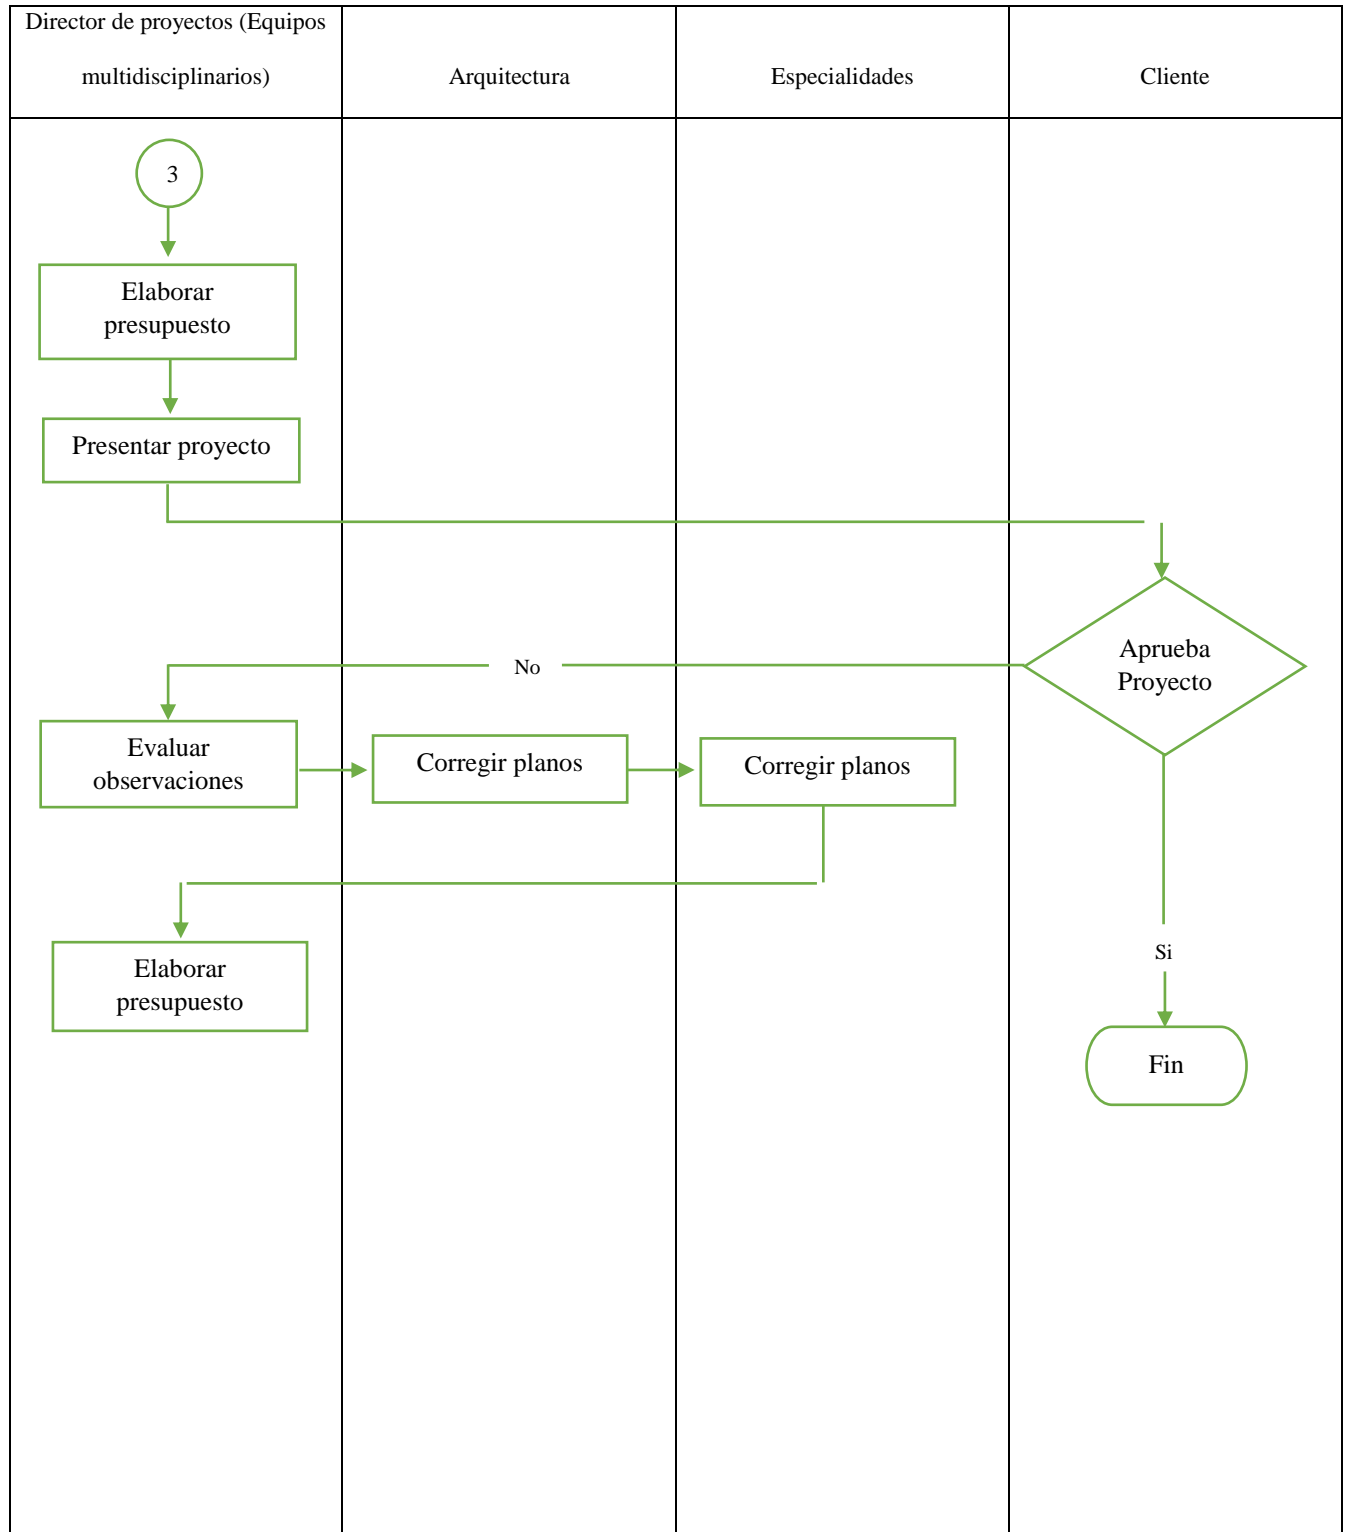 Director de proyectos (Equipos
multidisciplinarios)
Arquitectura
Especialidades
Cliente
3
Elaborar
presupuesto
Presentar proyecto
Aprueba
Proyecto
No
Evaluar
observaciones
Corregir planos
Corregir planos
Elaborar
presupuesto
Si
Fin